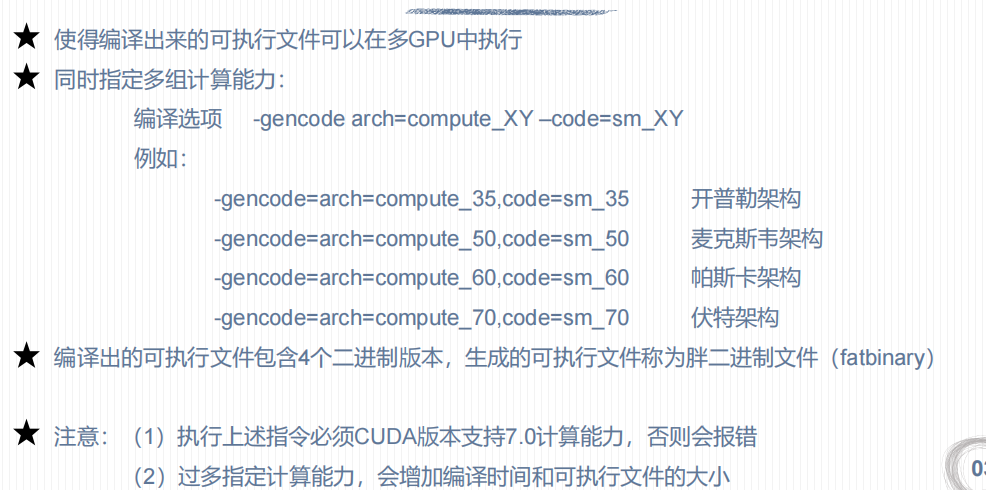 使得编译出来的可执行文件可以在多GPU中执行
同时指定多组计算能力：
编译选项 -gencode arch=compute_XY –code=sm_XY
例如：
-gencode=arch=compute_35,code=sm_35 开普勒架构
-gencode=arch=compute_50,code=sm_50 麦克斯韦架构
-gencode=arch=compute_60,code=sm_60 帕斯卡架构
-gencode=arch=compute_70,code=sm_70 伏特架构
编译出的可执行文件包含4个二进制版本，生成的可执行文件称为胖二进制文件（fatbinary）
注意：（1）执行上述指令必须CUDA版本支持7.0计算能力，否则会报错
（2）过多指定计算能力，会增加编译时间和可执行文件的大小